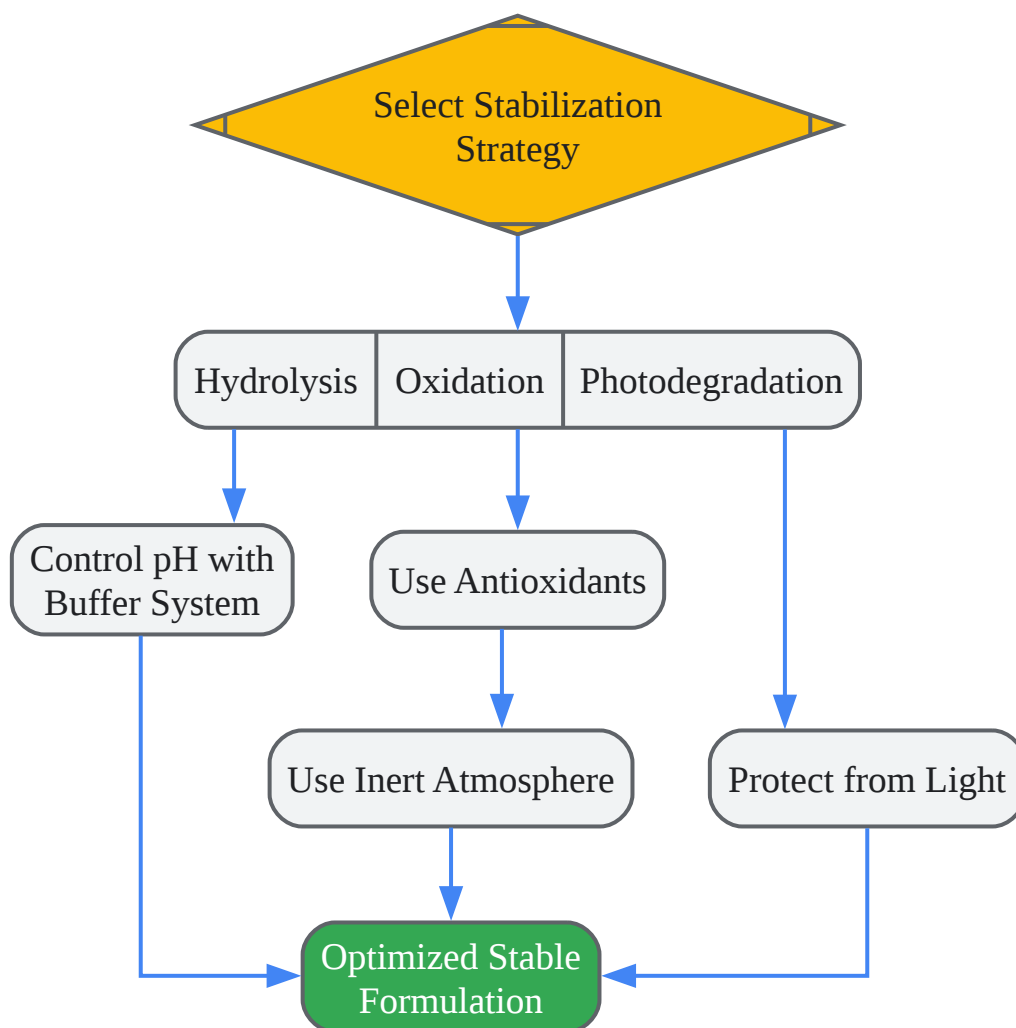 Select Stabilization
Strategy
Hydrolysis
Oxidation
Photodegradation
Control pH with
Buffer System
Use Antioxidants
Use Inert Atmosphere
Protect from Light
Optimized Stable
Formulation